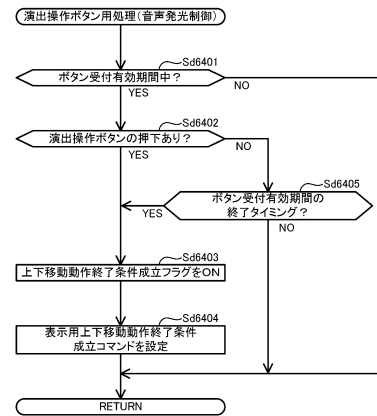 演出操作ボタン用処理(音声発光制御)
Sd6401
ボタン受付有効期間中?
NO
YES
Sd6402
演出操作ボタンの押下あり?
NO
YES
Sd6405
ボタン受付有効期間の
終了タイミング?
YES
NO
Sd6403
上下移動動作終了条件成立フラグをON
Sd6404
表示用上下移動動作終了条件
成立コマンドを設定
RETURN